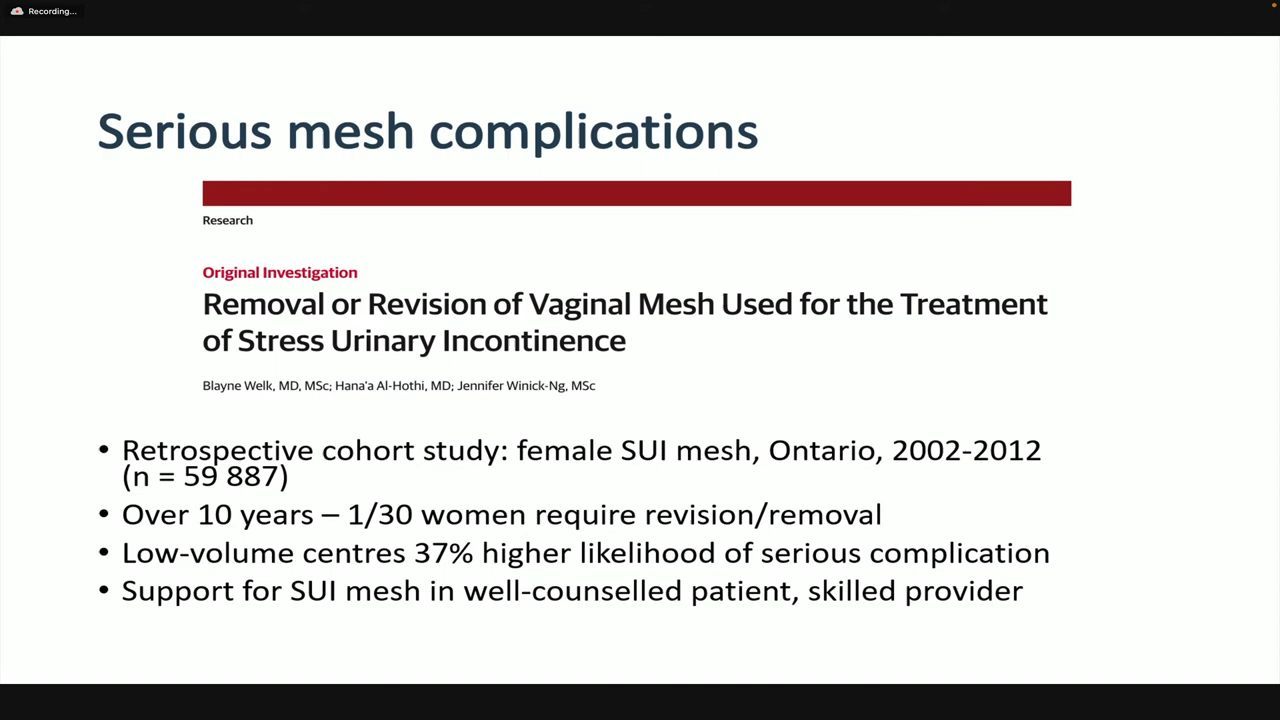 Recording...
Serious mesh complications
Research
Original Investigation
Removal or Revision of Vaginal Mesh Used for the Treatment
of Stress Urinary Incontinence
Blayne Welk, MD, MSc; Hana'a Al-Hothi, MD; Jennifer Winick-Ng, MSc
• Retrospective cohort study: female SUI mesh, Ontario, 2002-2012
(n = 59 887)
• Over 10 years – 1/30 women require revision/removal
• Low-volume centres 37% higher likelihood of serious complication
• Support for SUI mesh in well-counselled patient, skilled provider